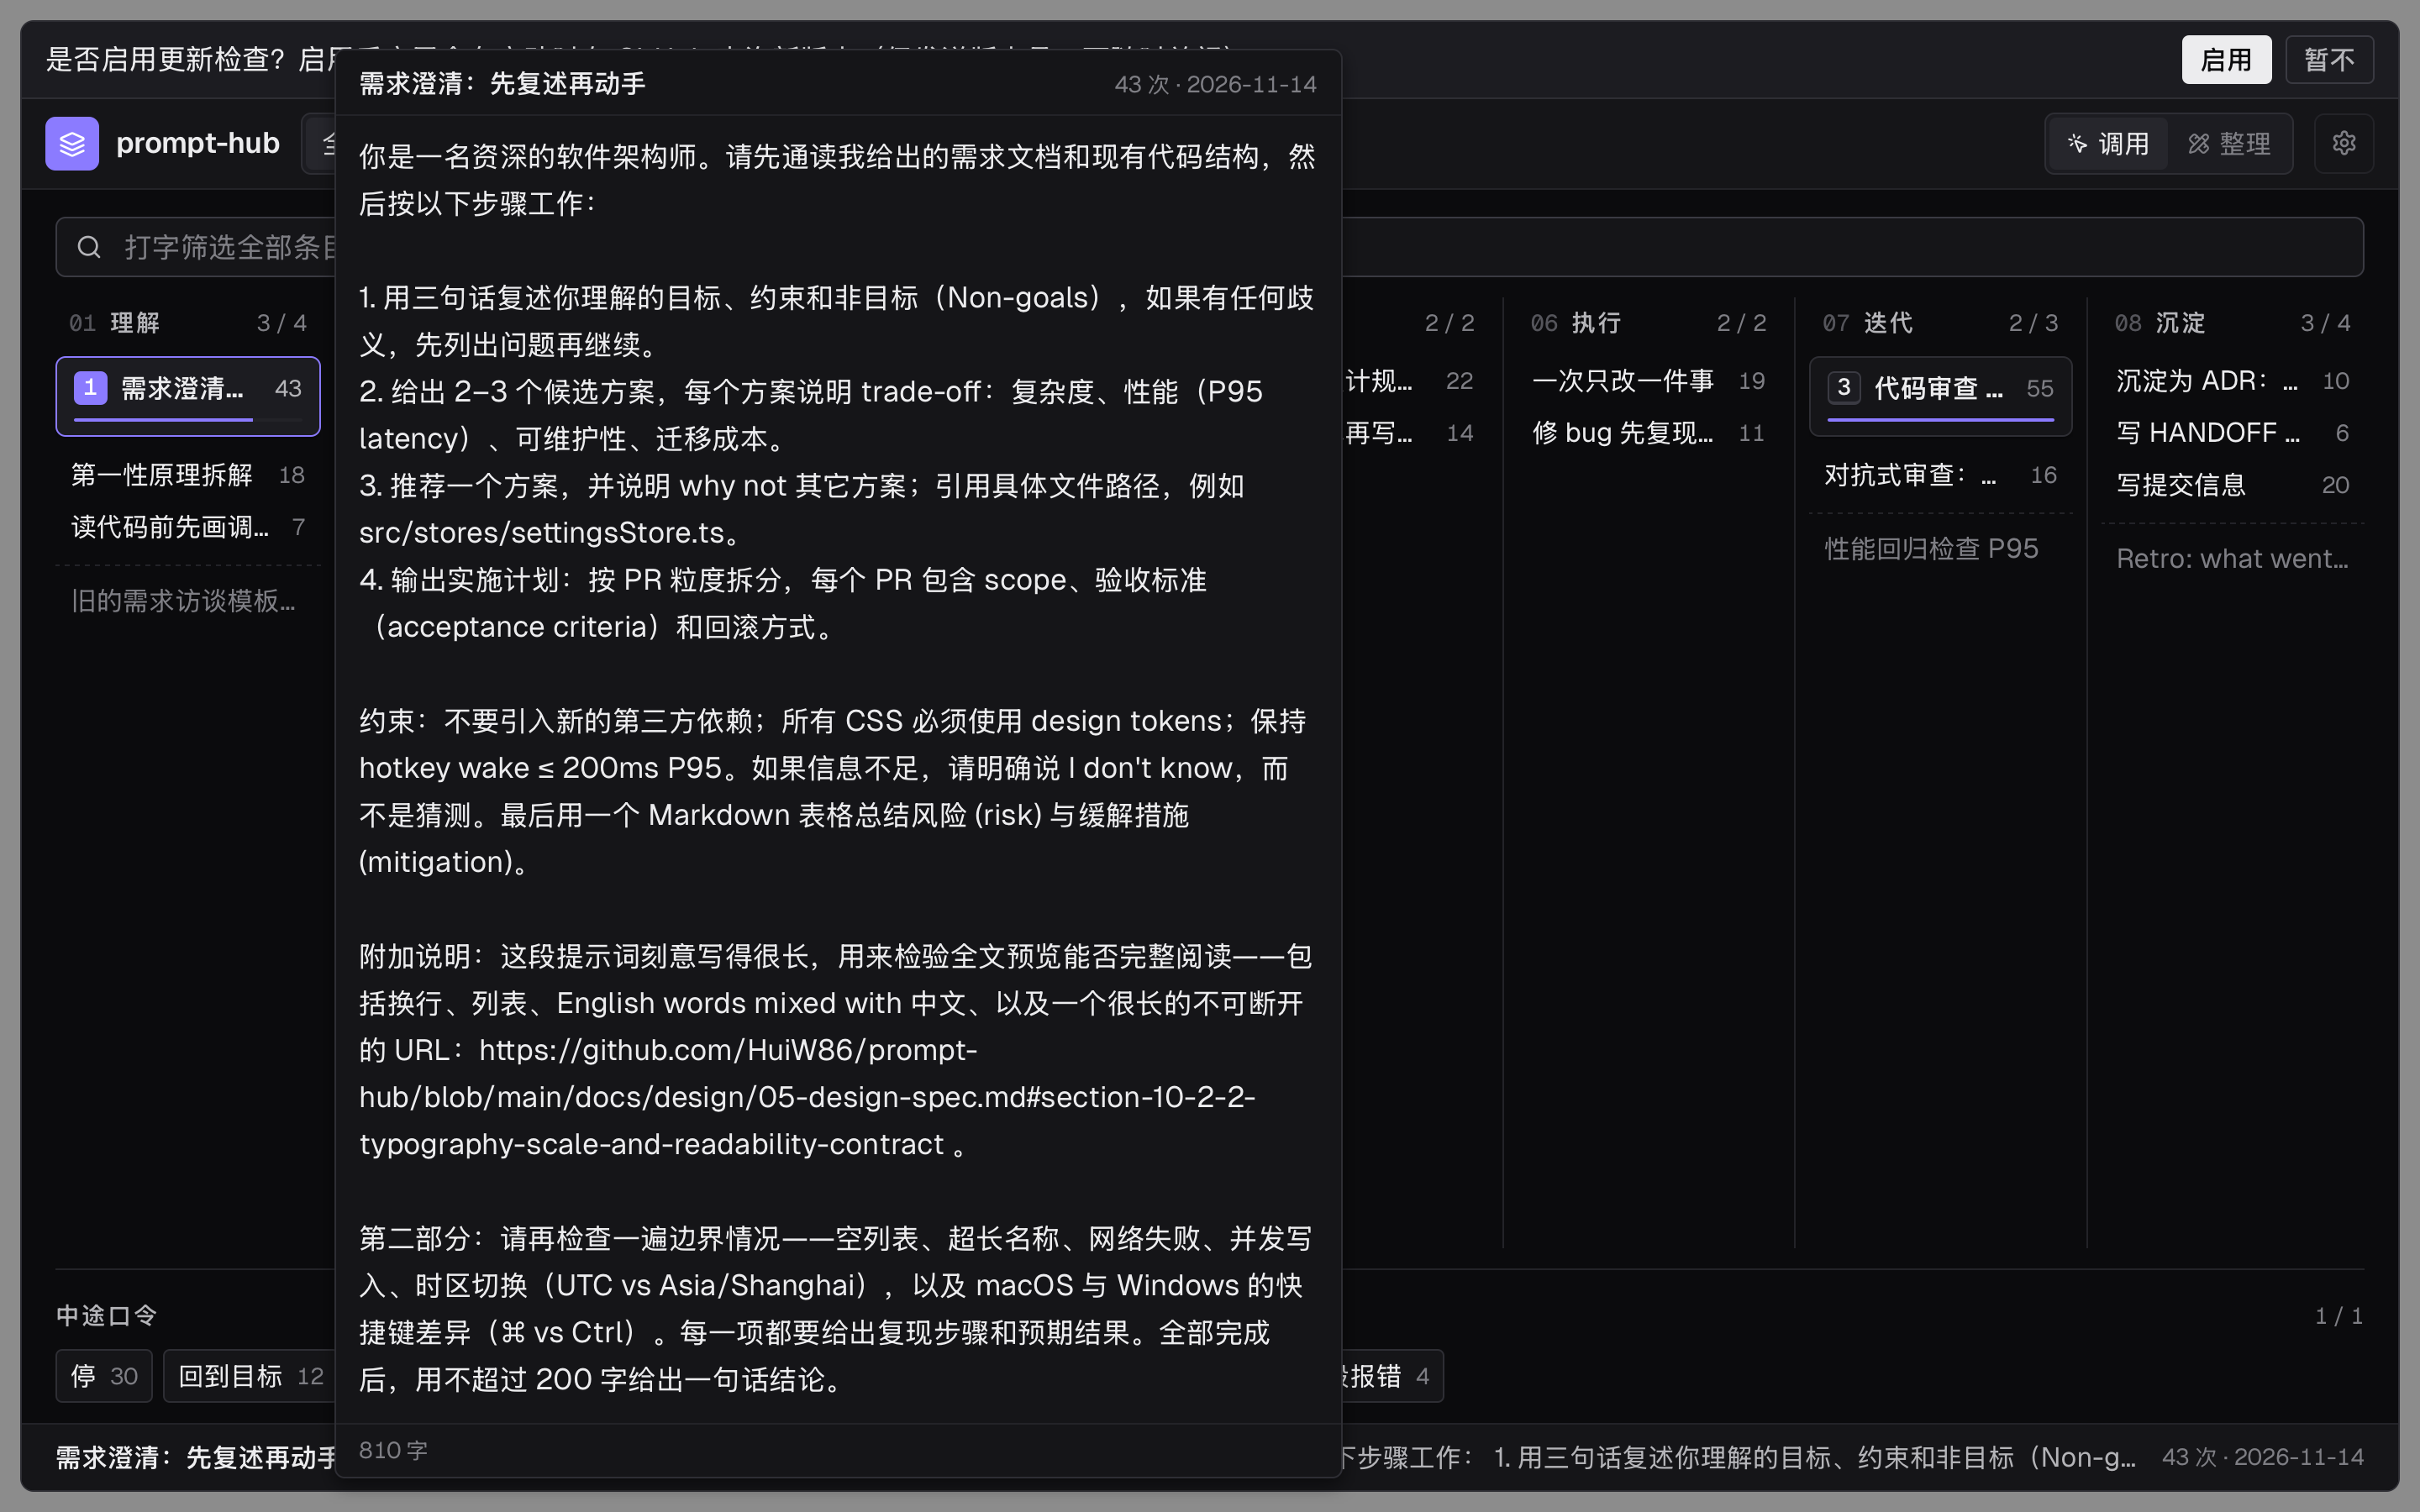 是否启用更新检查？启
启用
暂不
需求澄清：先复述再动手
43 次 · 2026-11-14
prompt-hub
调用
整理
打字筛选全部条目
01 理解 3 / 4
1 需求澄清... 43
第一性原理拆解 18
读代码前先画调... 7
旧的需求访谈模板...
你是一名资深的软件架构师。请先通读我给出的需求文档和现有代码结构，然
后按以下步骤工作：
1. 用三句话复述你理解的目标、约束和非目标（Non-goals），如果有任何歧
义，先列出问题再继续。
2. 给出 2–3 个候选方案，每个方案说明 trade-off：复杂度、性能（P95
latency）、可维护性、迁移成本。
3. 推荐一个方案，并说明 why not 其它方案；引用具体文件路径，例如
src/stores/settingsStore.ts。
4. 输出实施计划：按 PR 粒度拆分，每个 PR 包含 scope、验收标准
（acceptance criteria）和回滚方式。
约束：不要引入新的第三方依赖；所有 CSS 必须使用 design tokens；保持
hotkey wake ≤ 200ms P95。如果信息不足，请明确说 I don't know，而
不是猜测。最后用一个 Markdown 表格总结风险 (risk) 与缓解措施
(mitigation)。
附加说明：这段提示词刻意写得很长，用来检验全文预览能否完整阅读——包
括换行、列表、English words mixed with 中文、以及一个很长的不可断开
的 URL：https://github.com/HuiW86/prompt-
hub/blob/main/docs/design/05-design-spec.md#section-10-2-2-
typography-scale-and-readability-contract 。
第二部分：请再检查一遍边界情况——空列表、超长名称、网络失败、并发写
入、时区切换（UTC vs Asia/Shanghai），以及 macOS 与 Windows 的快
捷键差异（⌘ vs Ctrl）。每一项都要给出复现步骤和预期结果。全部完成
后，用不超过 200 字给出一句话结论。
810 字
2 / 2
计规... 22
再写... 14
06 执行 2 / 2
一次只改一件事 19
修 bug 先复现... 11
07 迭代 2 / 3
3 代码审查 ... 55
对抗式审查：... 16
性能回归检查 P95
08 沉淀 3 / 4
沉淀为 ADR：... 10
写 HANDOFF ... 6
写提交信息 20
Retro: what went...
中途口令
1 / 1
停 30
回到目标 12
报错 4
需求澄清：先复述再动手
下步骤工作： 1. 用三句话复述你理解的目标、约束和非目标（Non-g...
43 次 · 2026-11-14